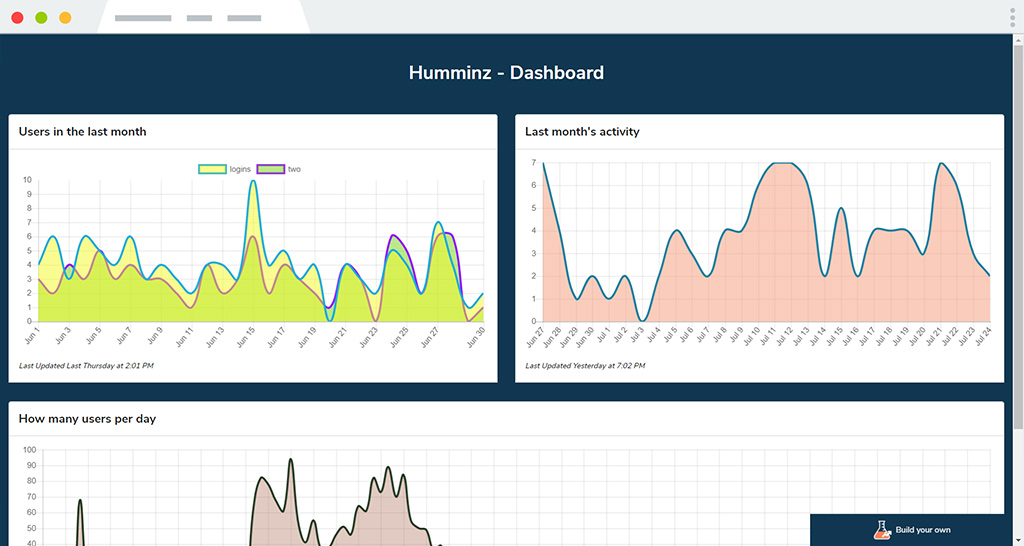 Humminz - Dashboard
Users in the last month
logins two
10
9
8
7
6
5
4
3
2
1
0
Jun 1 Jun 3 Jun 5 Jun 7 Jun 9 Jun 11 Jun 13 Jun 15 Jun 17 Jun 19 Jun 21 Jun 23 Jun 25 Jun 27 Jun 30
Last Updated Last Thursday at 2:01 PM
Last month's activity
7
6
5
4
3
2
1
0
Jun 27 Jun 28 Jun 29 Jun 30 Jul 1 Jul 2 Jul 3 Jul 4 Jul 5 Jul 6 Jul 7 Jul 8 Jul 9 Jul 10 Jul 11 Jul 12 Jul 13 Jul 14 Jul 15 Jul 16 Jul 17 Jul 18 Jul 19 Jul 20 Jul 21 Jul 22 Jul 23 Jul 24
Last Updated Yesterday at 7:02 PM
How many users per day
100
90
80
70
60
50
40
Build your own